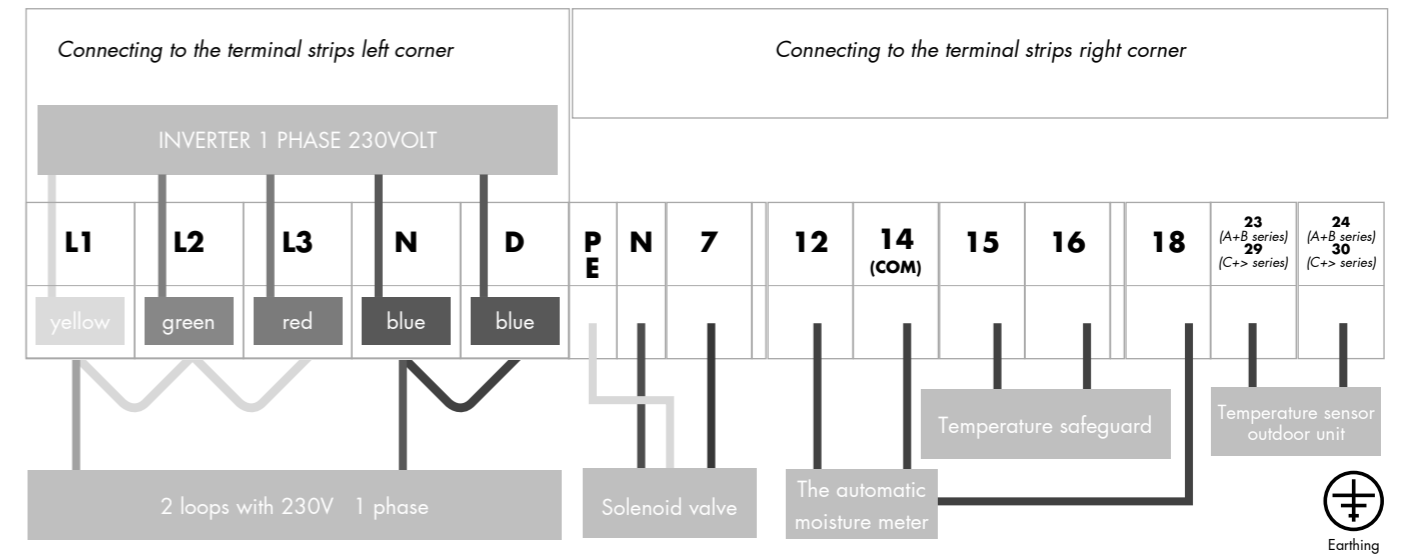 Connecting to the terminal strips left corner
Connecting to the terminal strips right corner
INVERTER 1 PHASE 230VOLT
L1 L2 L3 N D P E N 7 12 14 (COM) 15 16 18
23
(A+B series)
29
(C+> series)
24
(A+B series)
30
(C+> series)
yellow green red blue blue
2 loops with 230V 1 phase
Solenoid valve
The automatic
moisture meter
Temperature safeguard
Temperature sensor
outdoor unit
Earthing